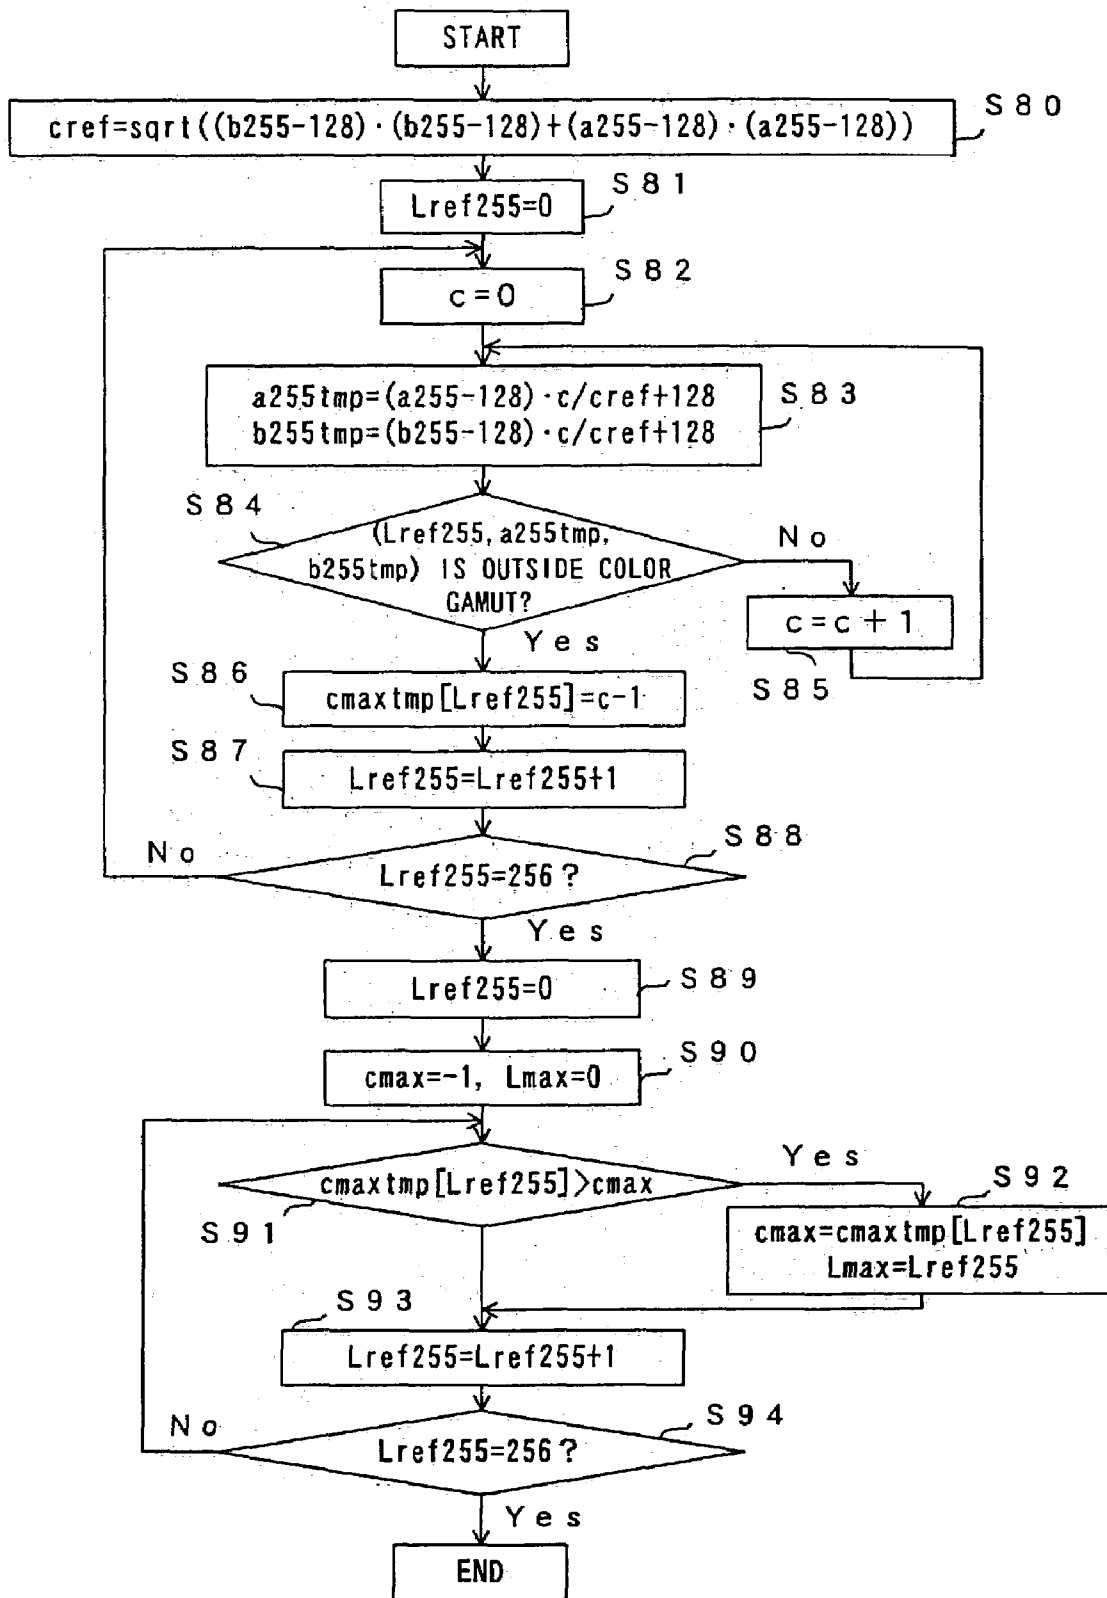 START
S80
cref=sqrt((b255-128)·(b255-128)+(a255-128)·(a255-128))
S81
Lref255=0
S82
c=0
S83
a255tmp=(a255-128)·c/cref+128
b255tmp=(b255-128)·c/cref+128
S84
(Lref255, a255tmp,
b255tmp) IS OUTSIDE COLOR
GAMUT?
No
c=c+1
S85
Yes
S86
cmaxtmp[Lref255]=c-1
S87
Lref255=Lref255+1
S88
No
Lref255=256?
Yes
S89
Lref255=0
S90
cmax=-1, Lmax=0
Yes
cmaxtmp[Lref255]>cmax
S91
S92
cmax=cmaxtmp[Lref255]
Lmax=Lref255
S93
Lref255=Lref255+1
S94
No
Lref255=256?
Yes
END